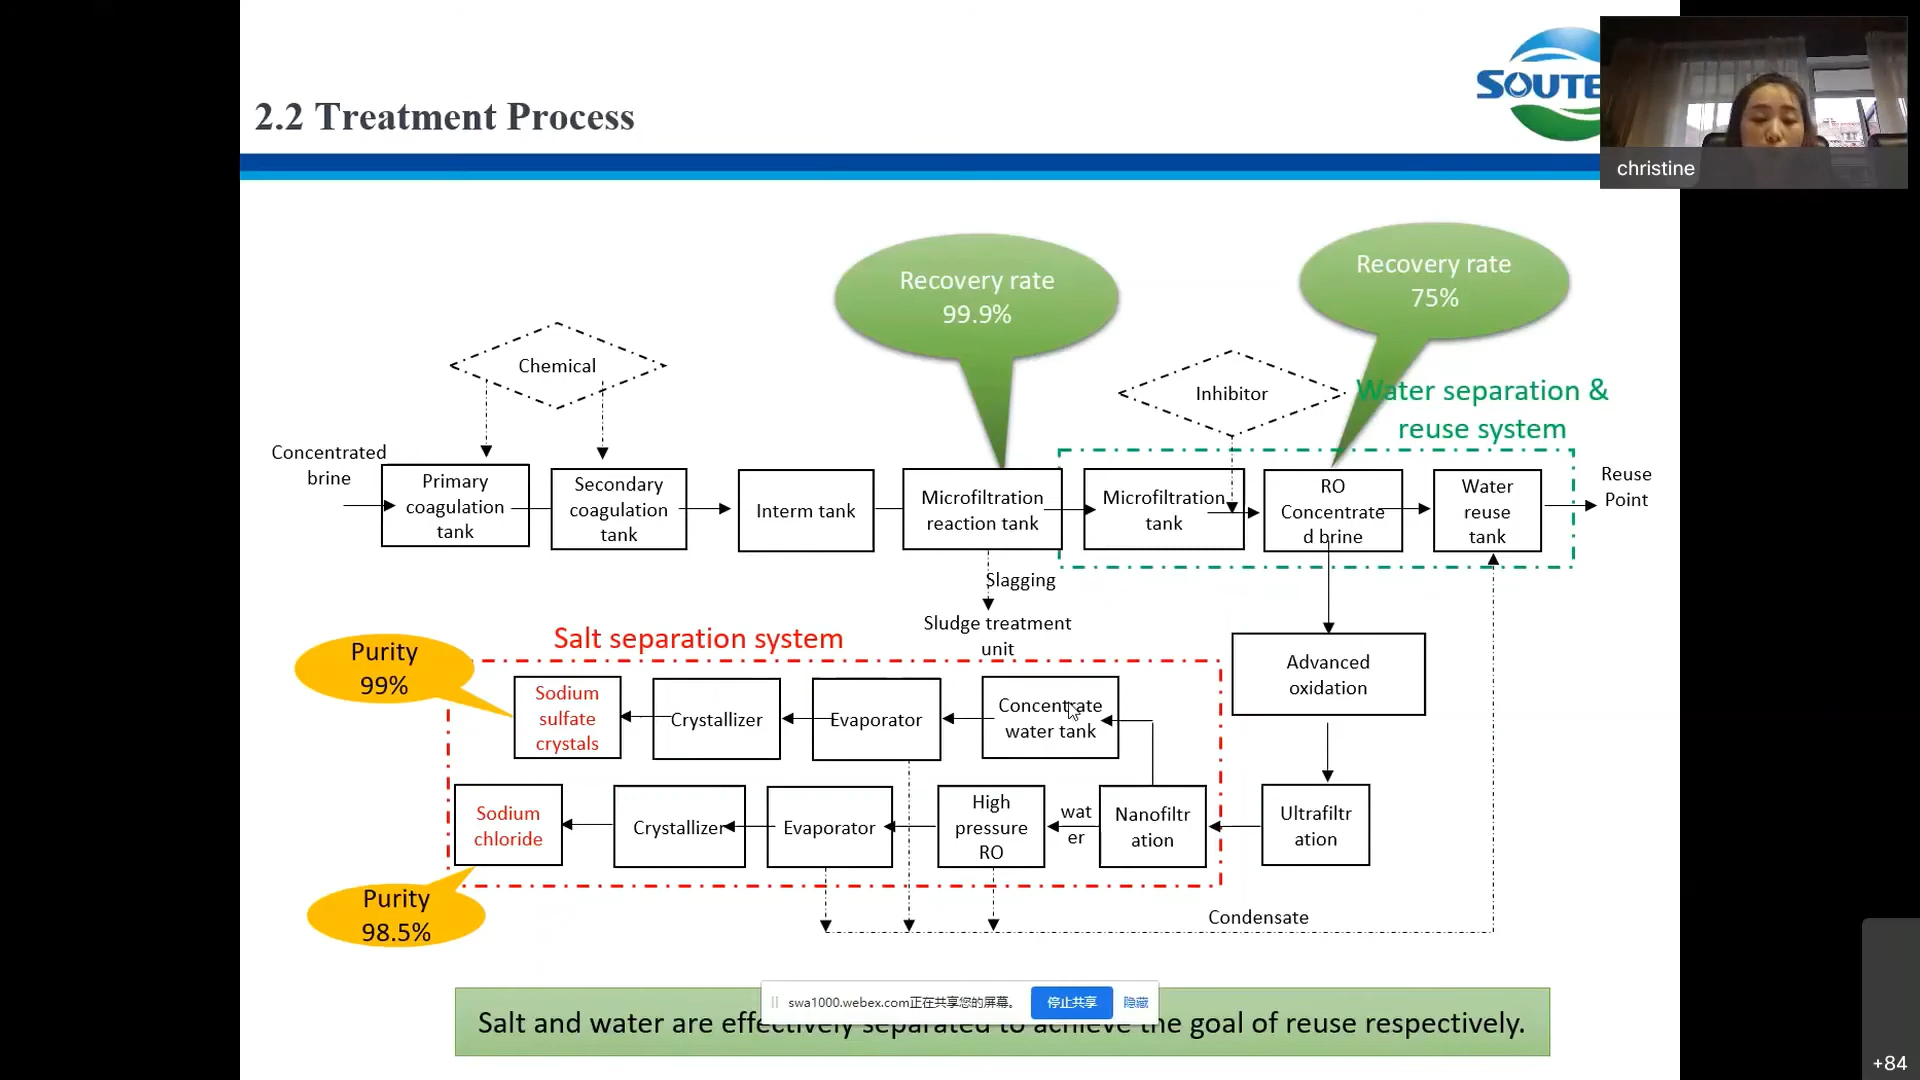 SOUTE
2.2 Treatment Process
christine
Recovery rate
99.9%
Recovery rate
75%
Chemical
Inhibitor
Water separation &
reuse system
Concentrated
brine
Primary
coagulation
tank
Secondary
coagulation
tank
Interm tank
Microfiltration
reaction tank
Microfiltration
tank
RO
Concentrate
d brine
Water
reuse
tank
Reuse
Point
Slagging
Sludge treatment
unit
Salt separation system
Purity
99%
Sodium
sulfate
crystals
Crystallizer
Evaporator
Concentrate
water tank
Advanced
oxidation
Sodium
chloride
Crystallizer
Evaporator
High
pressure
RO
wat
er
Nanofiltr
ation
Ultrafiltr
ation
Purity
98.5%
Condensate
swa1000.webex.com正在共享您的屏幕。
停止共享
隐藏
Salt and water are effectively separated to achieve the goal of reuse respectively.
+84